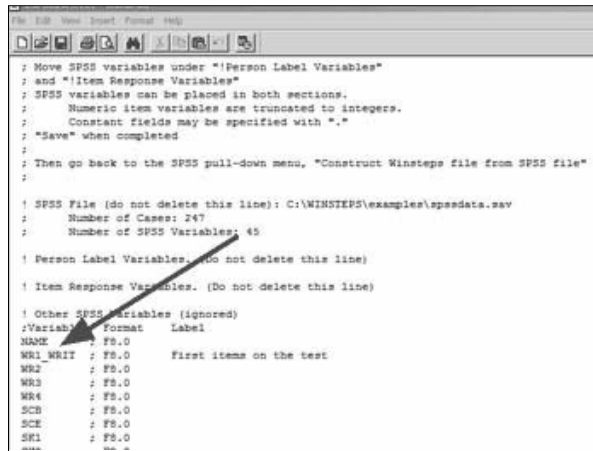 File Edit View Insert Format Help
; Move SPSS variables under "!Person Label Variables"
; and "!Item Response Variables"
; SPSS variables can be placed in both sections.
; Numeric item variables are truncated to integers.
; Constant fields may be specified with "."
; "Save" when completed
;
; Then go back to the SPSS pull-down menu, "Construct Winsteps file from SPSS file"
;
! SPSS File (do not delete this line): C:\WINSTEPS\examples\spssdata.sav
; Number of Cases: 247
; Number of SPSS Variables: 45
! Person Label Variables. (Do not delete this line)
! Item Response Variables. (Do not delete this line)
! Other SPSS Variables (ignored)
;Variable Format Label
NAME ; F8.0
WR1_WRIT ; F8.0 First items on the test
WR2 ; F8.0
WR3 ; F8.0
WR4 ; F8.0
SCB ; F8.0
SCE ; F8.0
SK1 ; F8.0